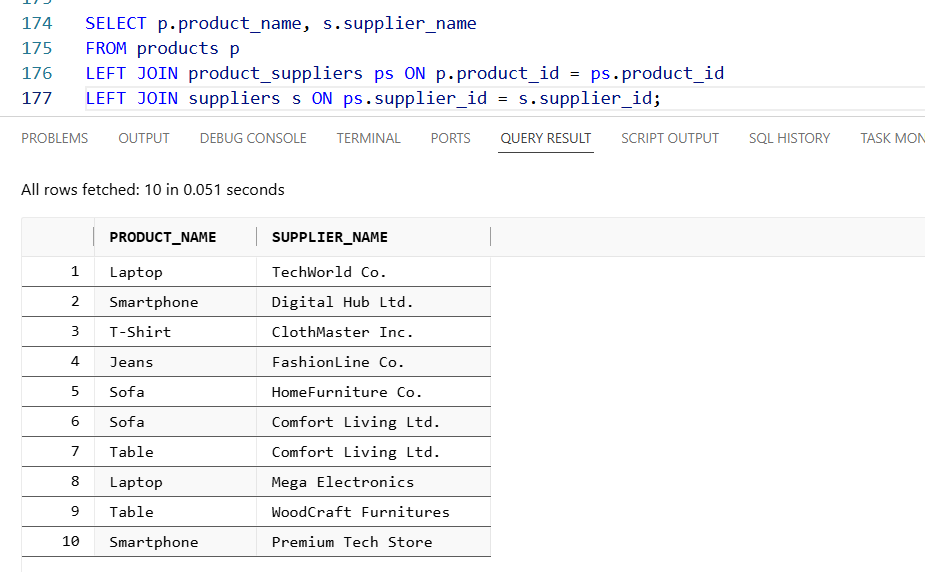 174 SELECT p.product_name, s.supplier_name
175 FROM products p
176 LEFT JOIN product_suppliers ps ON p.product_id = ps.product_id
177 LEFT JOIN suppliers s ON ps.supplier_id = s.supplier_id;
PROBLEMS OUTPUT DEBUG CONSOLE TERMINAL PORTS QUERY RESULT SCRIPT OUTPUT SQL HISTORY TASK MON
All rows fetched: 10 in 0.051 seconds
PRODUCT_NAME SUPPLIER_NAME
1 Laptop TechWorld Co.
2 Smartphone Digital Hub Ltd.
3 T-Shirt ClothMaster Inc.
4 Jeans FashionLine Co.
5 Sofa HomeFurniture Co.
6 Sofa Comfort Living Ltd.
7 Table Comfort Living Ltd.
8 Laptop Mega Electronics
9 Table WoodCraft Furnitures
10 Smartphone Premium Tech Store